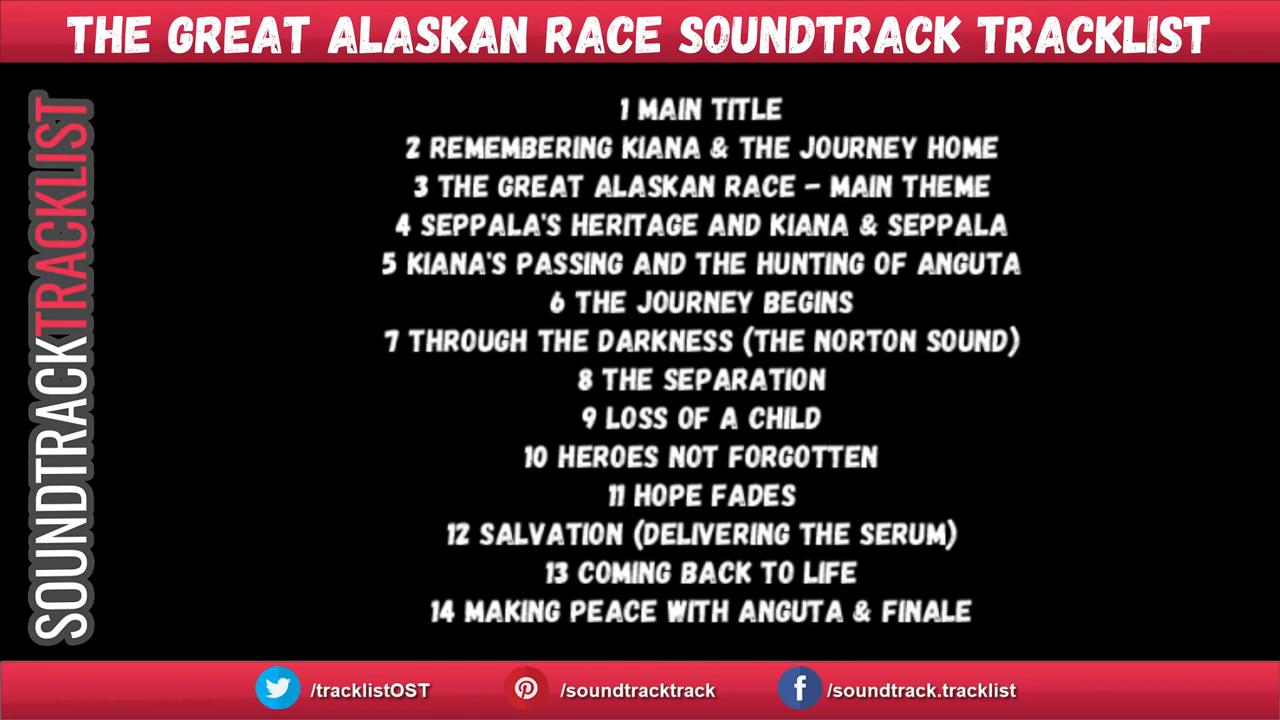 THE GREAT ALASKAN RACE SOUNDTRACK TRACKLIST
SOUNDTRACKTRACKLIST
1 MAIN TITLE
2 REMEMBERING KIANA & THE JOURNEY HOME
3 THE GREAT ALASKAN RACE - MAIN THEME
4 SEPPALA'S HERITAGE AND KIANA & SEPPALA
5 KIANA'S PASSING AND THE HUNTING OF ANGUTA
6 THE JOURNEY BEGINS
7 THROUGH THE DARKNESS (THE NORTON SOUND)
8 THE SEPARATION
9 LOSS OF A CHILD
10 HEROES NOT FORGOTTEN
11 HOPE FADES
12 SALVATION (DELIVERING THE SERUM)
13 COMING BACK TO LIFE
14 MAKING PEACE WITH ANGUTA & FINALE
/tracklistOST
/soundtracktrack
/soundtrack.tracklist